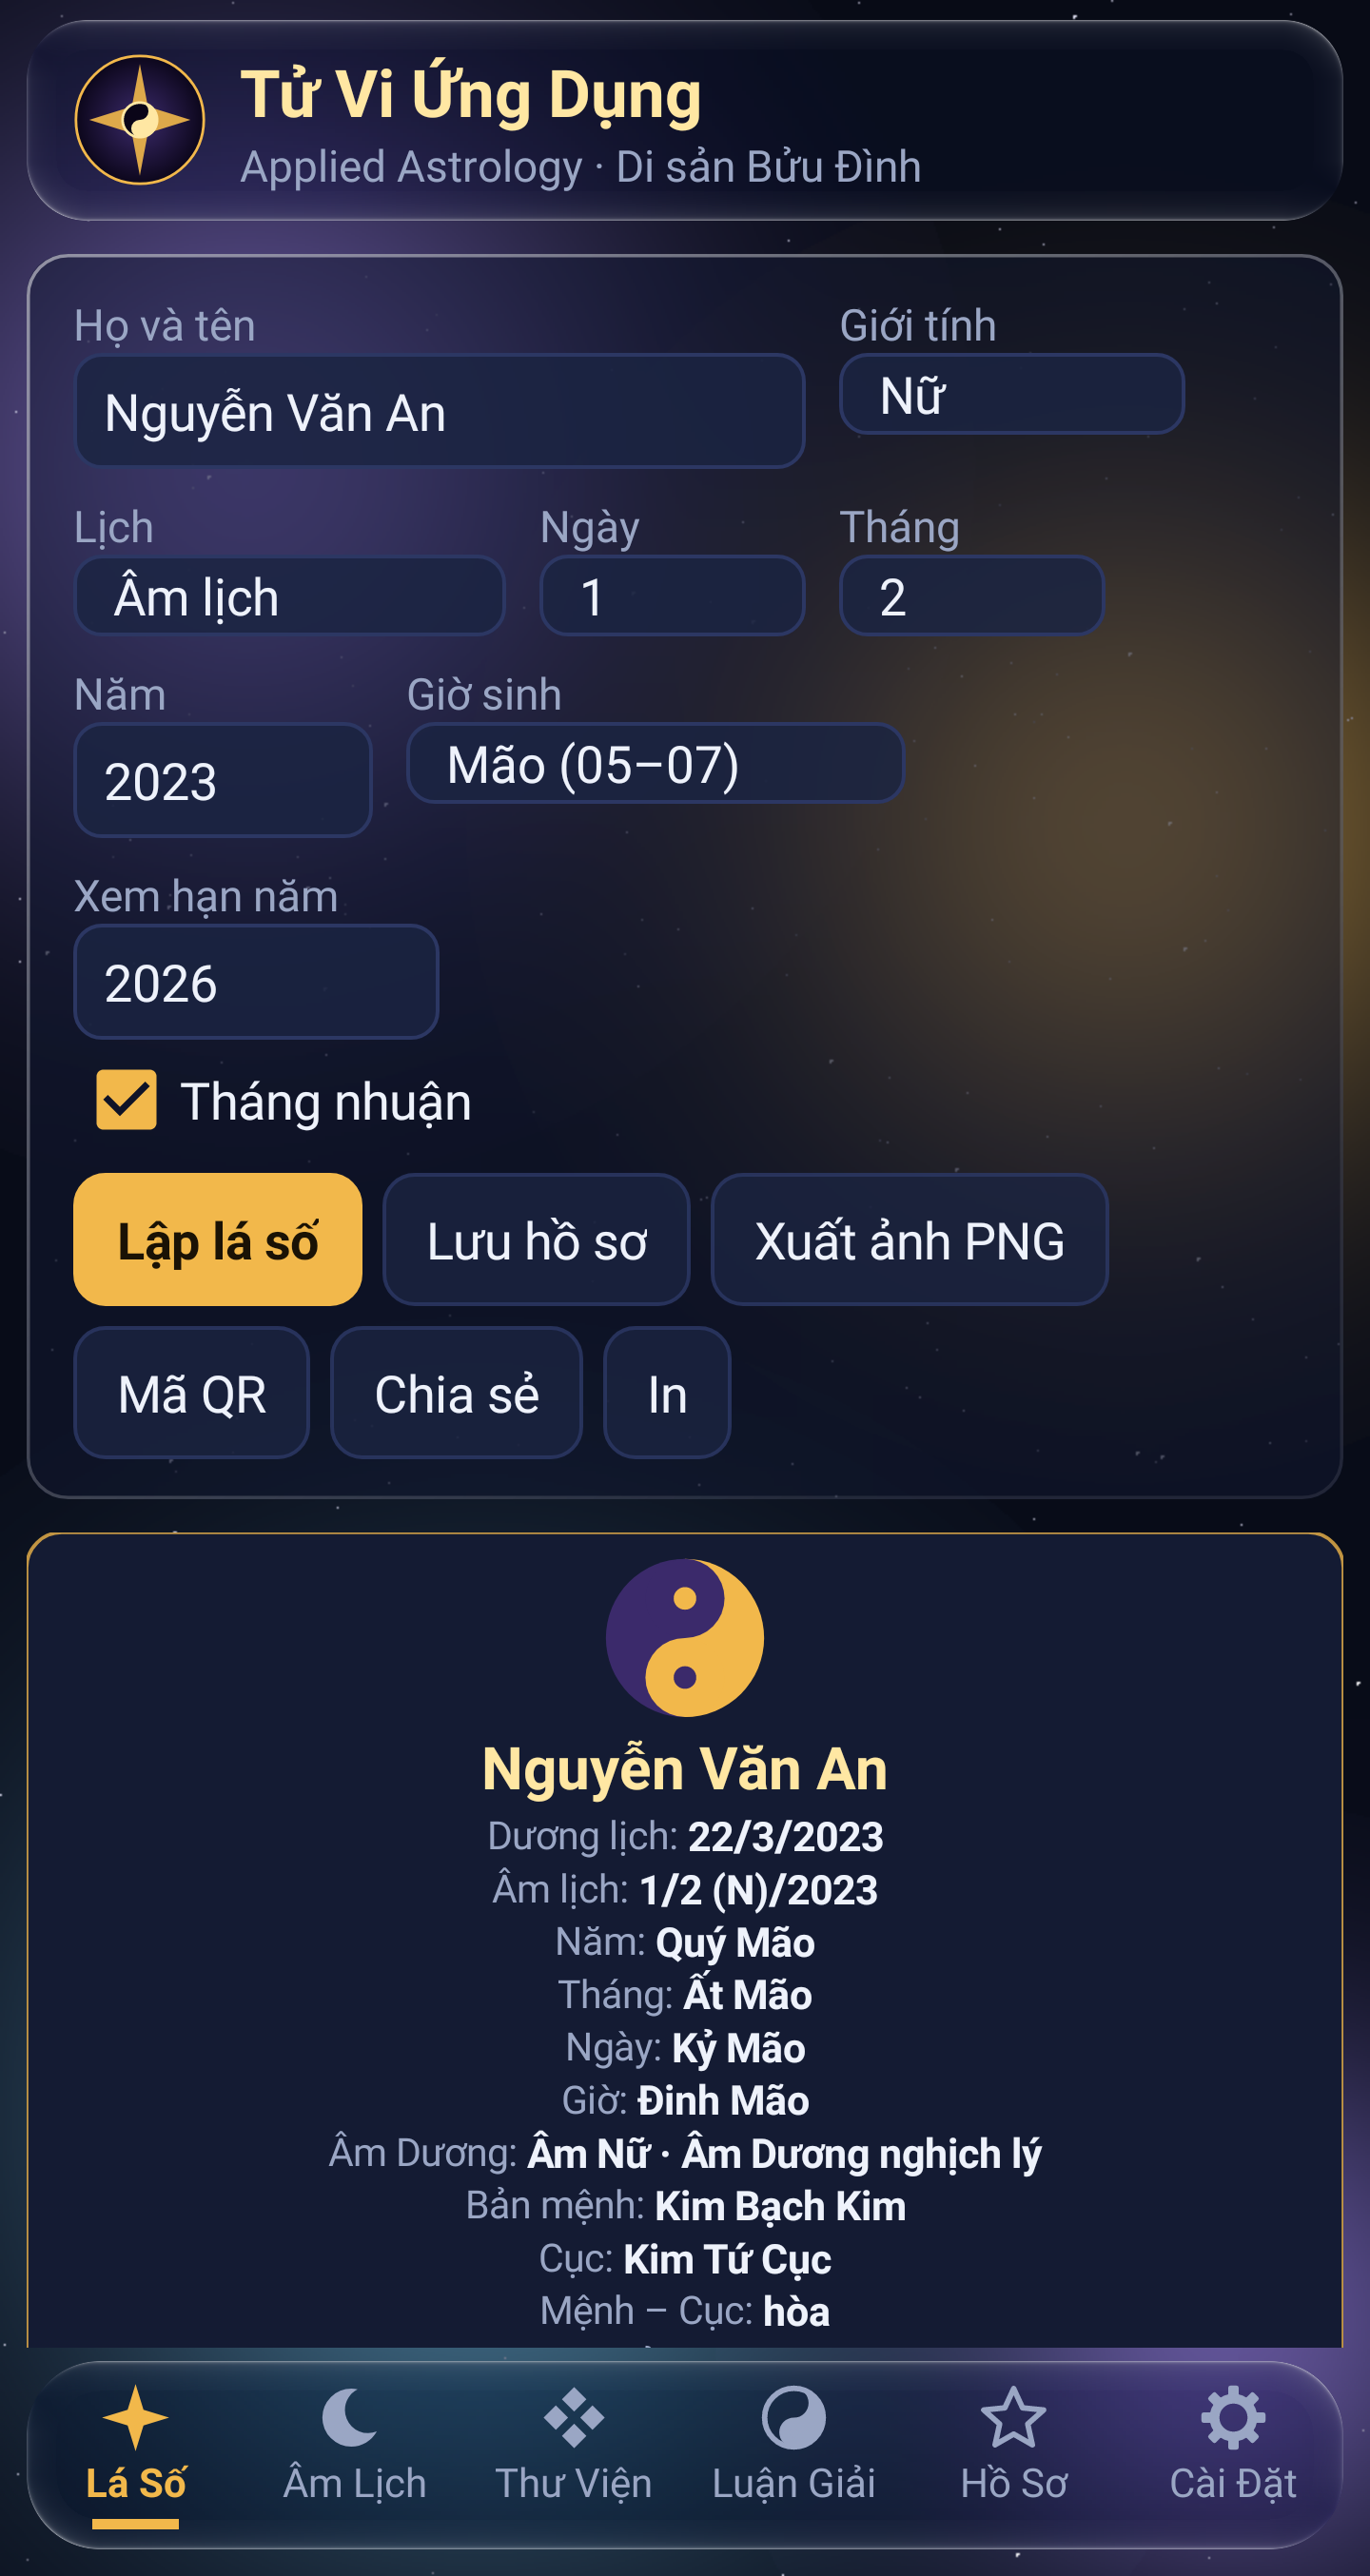 Tử Vi Ứng Dụng
Applied Astrology · Di sản Bửu Đình
Họ và tên
Giới tính
Nguyễn Văn An
Nữ
Lịch
Ngày
Tháng
Âm lịch
1
2
Năm
Giờ sinh
2023
Mão (05–07)
Xem hạn năm
2026
Tháng nhuận
Lập lá số
Lưu hồ sơ
Xuất ảnh PNG
Mã QR
Chia sẻ
In
Nguyễn Văn An
Dương lịch: 22/3/2023
Âm lịch: 1/2 (N)/2023
Năm: Quý Mão
Tháng: Ất Mão
Ngày: Kỷ Mão
Giờ: Đinh Mão
Âm Dương: Âm Nữ · Âm Dương nghịch lý
Bản mệnh: Kim Bạch Kim
Cục: Kim Tứ Cục
Mệnh – Cục: hòa
Lá Số
Âm Lịch
Thư Viện
Luận Giải
Hồ Sơ
Cài Đặt